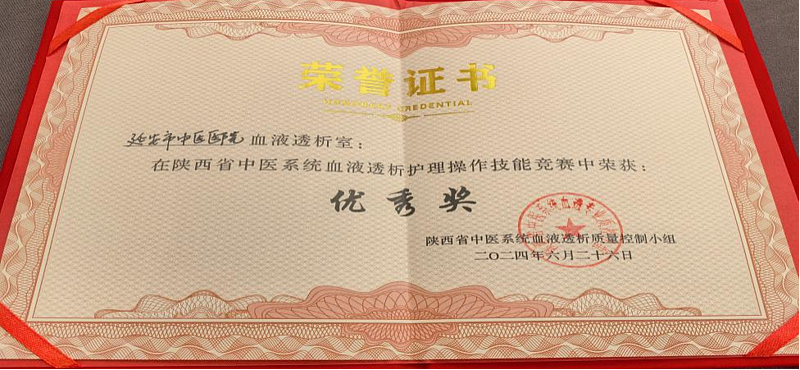 荣誉证书
HONORARY CREDENTIAL
延安市中医医院血液透析室：
在陕西省中医系统血液透析护理操作技能竞赛中荣获：
优秀奖
陕西省中医系统血液透析质量控制小组
二〇二四年六月二十六日